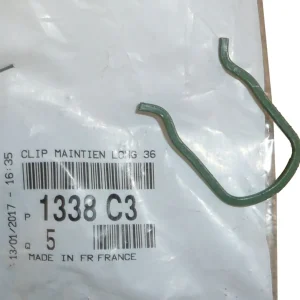 CLIP MAINTIEN LONG 36
P 1338 C3
Q 5
MADE IN FR FRANCE
13/01/2017 - 16:35